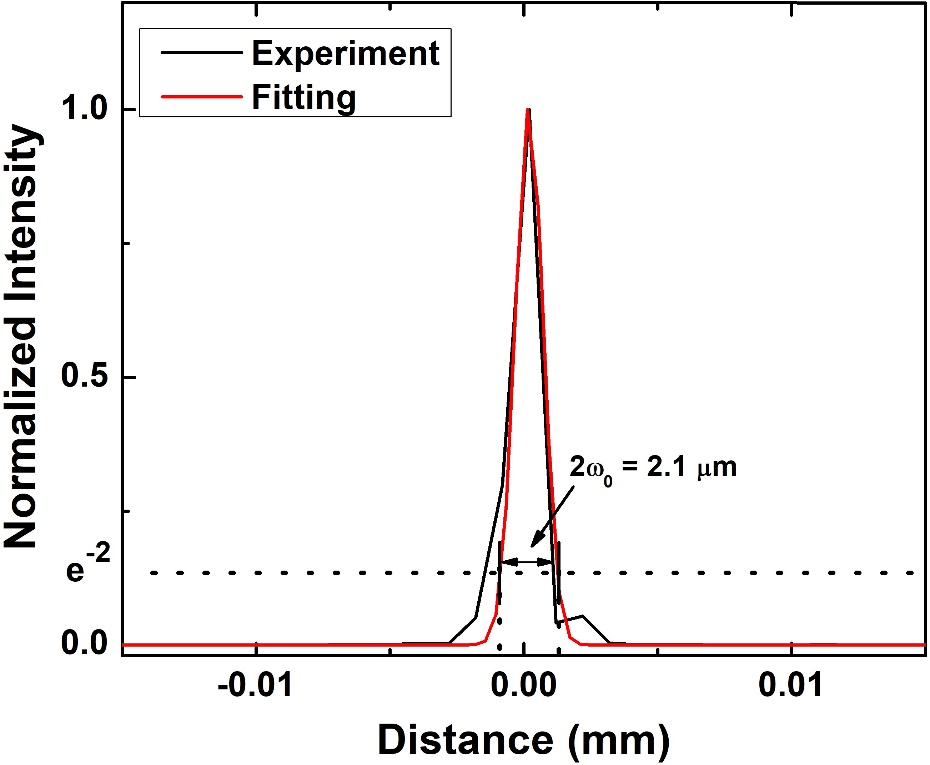 Experiment
Fitting
1.0
0.5
e⁻²
0.0
2ω₀ = 2.1 μm
-0.01 0.00 0.01
Distance (mm)
Normalized Intensity